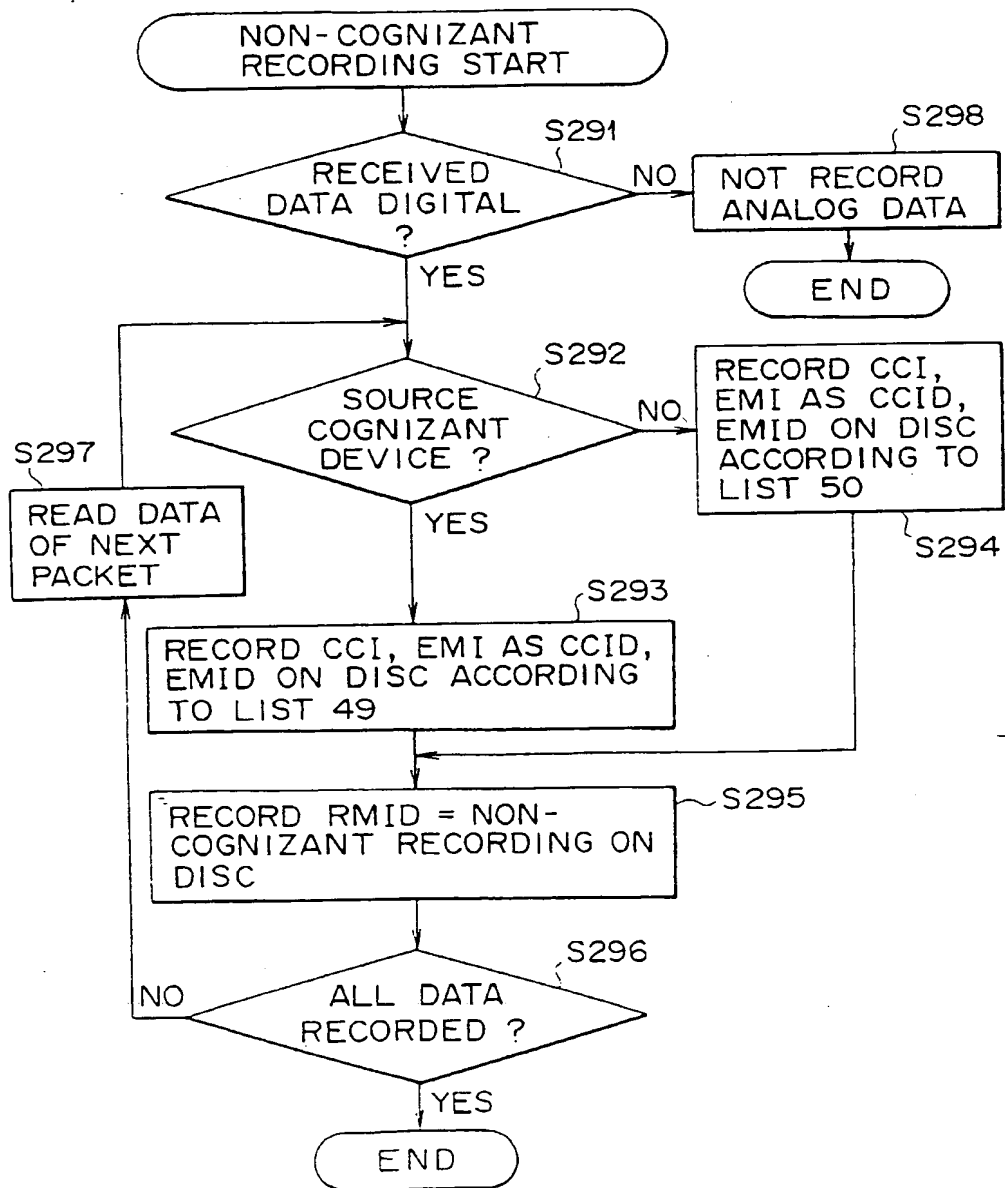 NON-COGNIZANT
RECORDING START
S291
RECEIVED
DATA DIGITAL
?
NO
S298
NOT RECORD
ANALOG DATA
END
YES
S292
SOURCE
COGNIZANT
DEVICE ?
NO
RECORD CCI,
EMI AS CCID,
EMID ON DISC
ACCORDING TO
LIST 50
S294
S297
READ DATA
OF NEXT
PACKET
YES
S293
RECORD CCI, EMI AS CCID,
EMID ON DISC ACCORDING
TO LIST 49
S295
RECORD RMID = NON-
COGNIZANT RECORDING ON
DISC
S296
ALL DATA
RECORDED ?
NO
YES
END